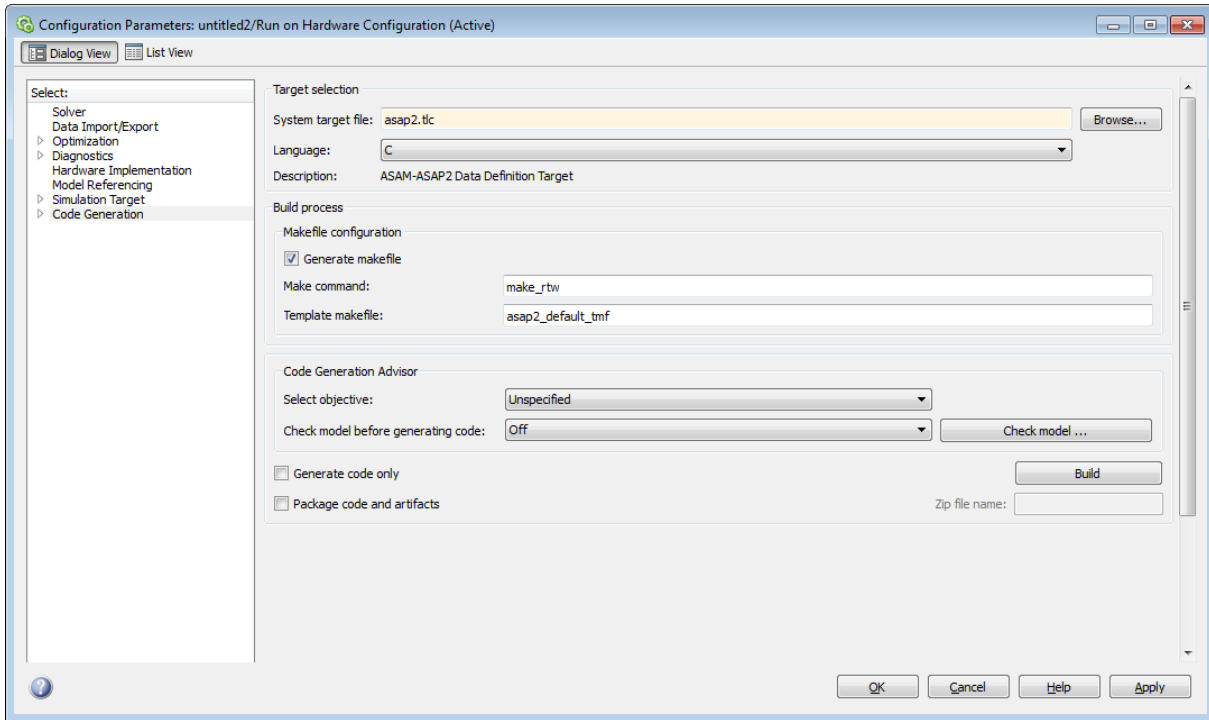 Configuration Parameters: untitled2/Run on Hardware Configuration (Active)
Dialog View List View
Select:
Solver
Data Import/Export
Optimization
Diagnostics
Hardware Implementation
Model Referencing
Simulation Target
Code Generation
Target selection
System target file: asap2.tlc Browse...
Language: C
Description: ASAM-ASAP2 Data Definition Target
Build process
Makefile configuration
Generate makefile
Make command: make_rtw
Template makefile: asap2_default_tmf
Code Generation Advisor
Select objective: Unspecified
Check model before generating code: Off Check model ...
Generate code only Build
Package code and artifacts Zip file name:
OK Cancel Help Apply